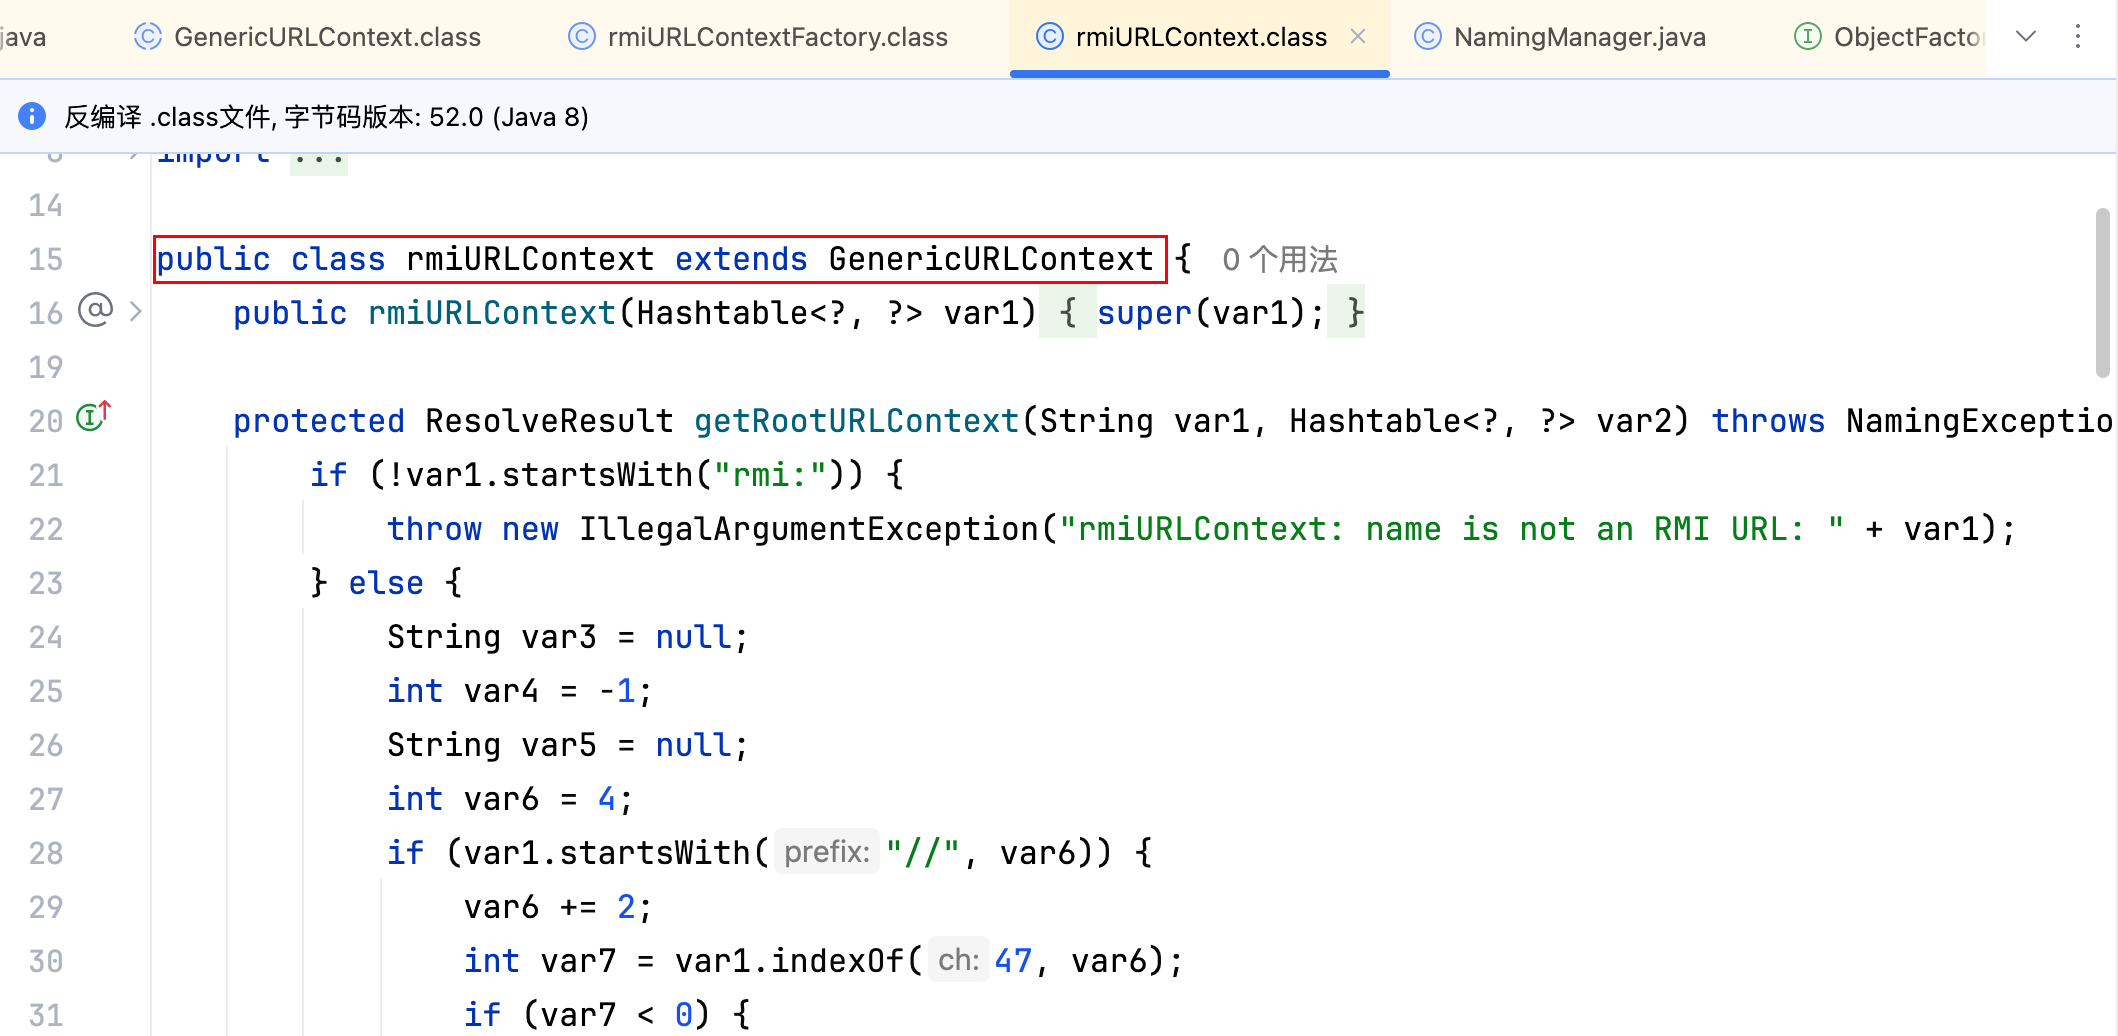 java GenericURLContext.class rmiURLContextFactory.class rmiURLContext.class NamingManager.java ObjectFacto
反编译 .class文件, 字节码版本: 52.0 (Java 8)
import ...
14
15 public class rmiURLContext extends GenericURLContext { 0 个用法
16 public rmiURLContext(Hashtable<?, ?> var1) { super(var1); }
19
20 protected ResolveResult getRootURLContext(String var1, Hashtable<?, ?> var2) throws NamingExceptio
21 if (!var1.startsWith("rmi:")) {
22 throw new IllegalArgumentException("rmiURLContext: name is not an RMI URL: " + var1);
23 } else {
24 String var3 = null;
25 int var4 = -1;
26 String var5 = null;
27 int var6 = 4;
28 if (var1.startsWith( prefix: "//", var6)) {
29 var6 += 2;
30 int var7 = var1.indexOf( ch: 47, var6);
31 if (var7 < 0) {